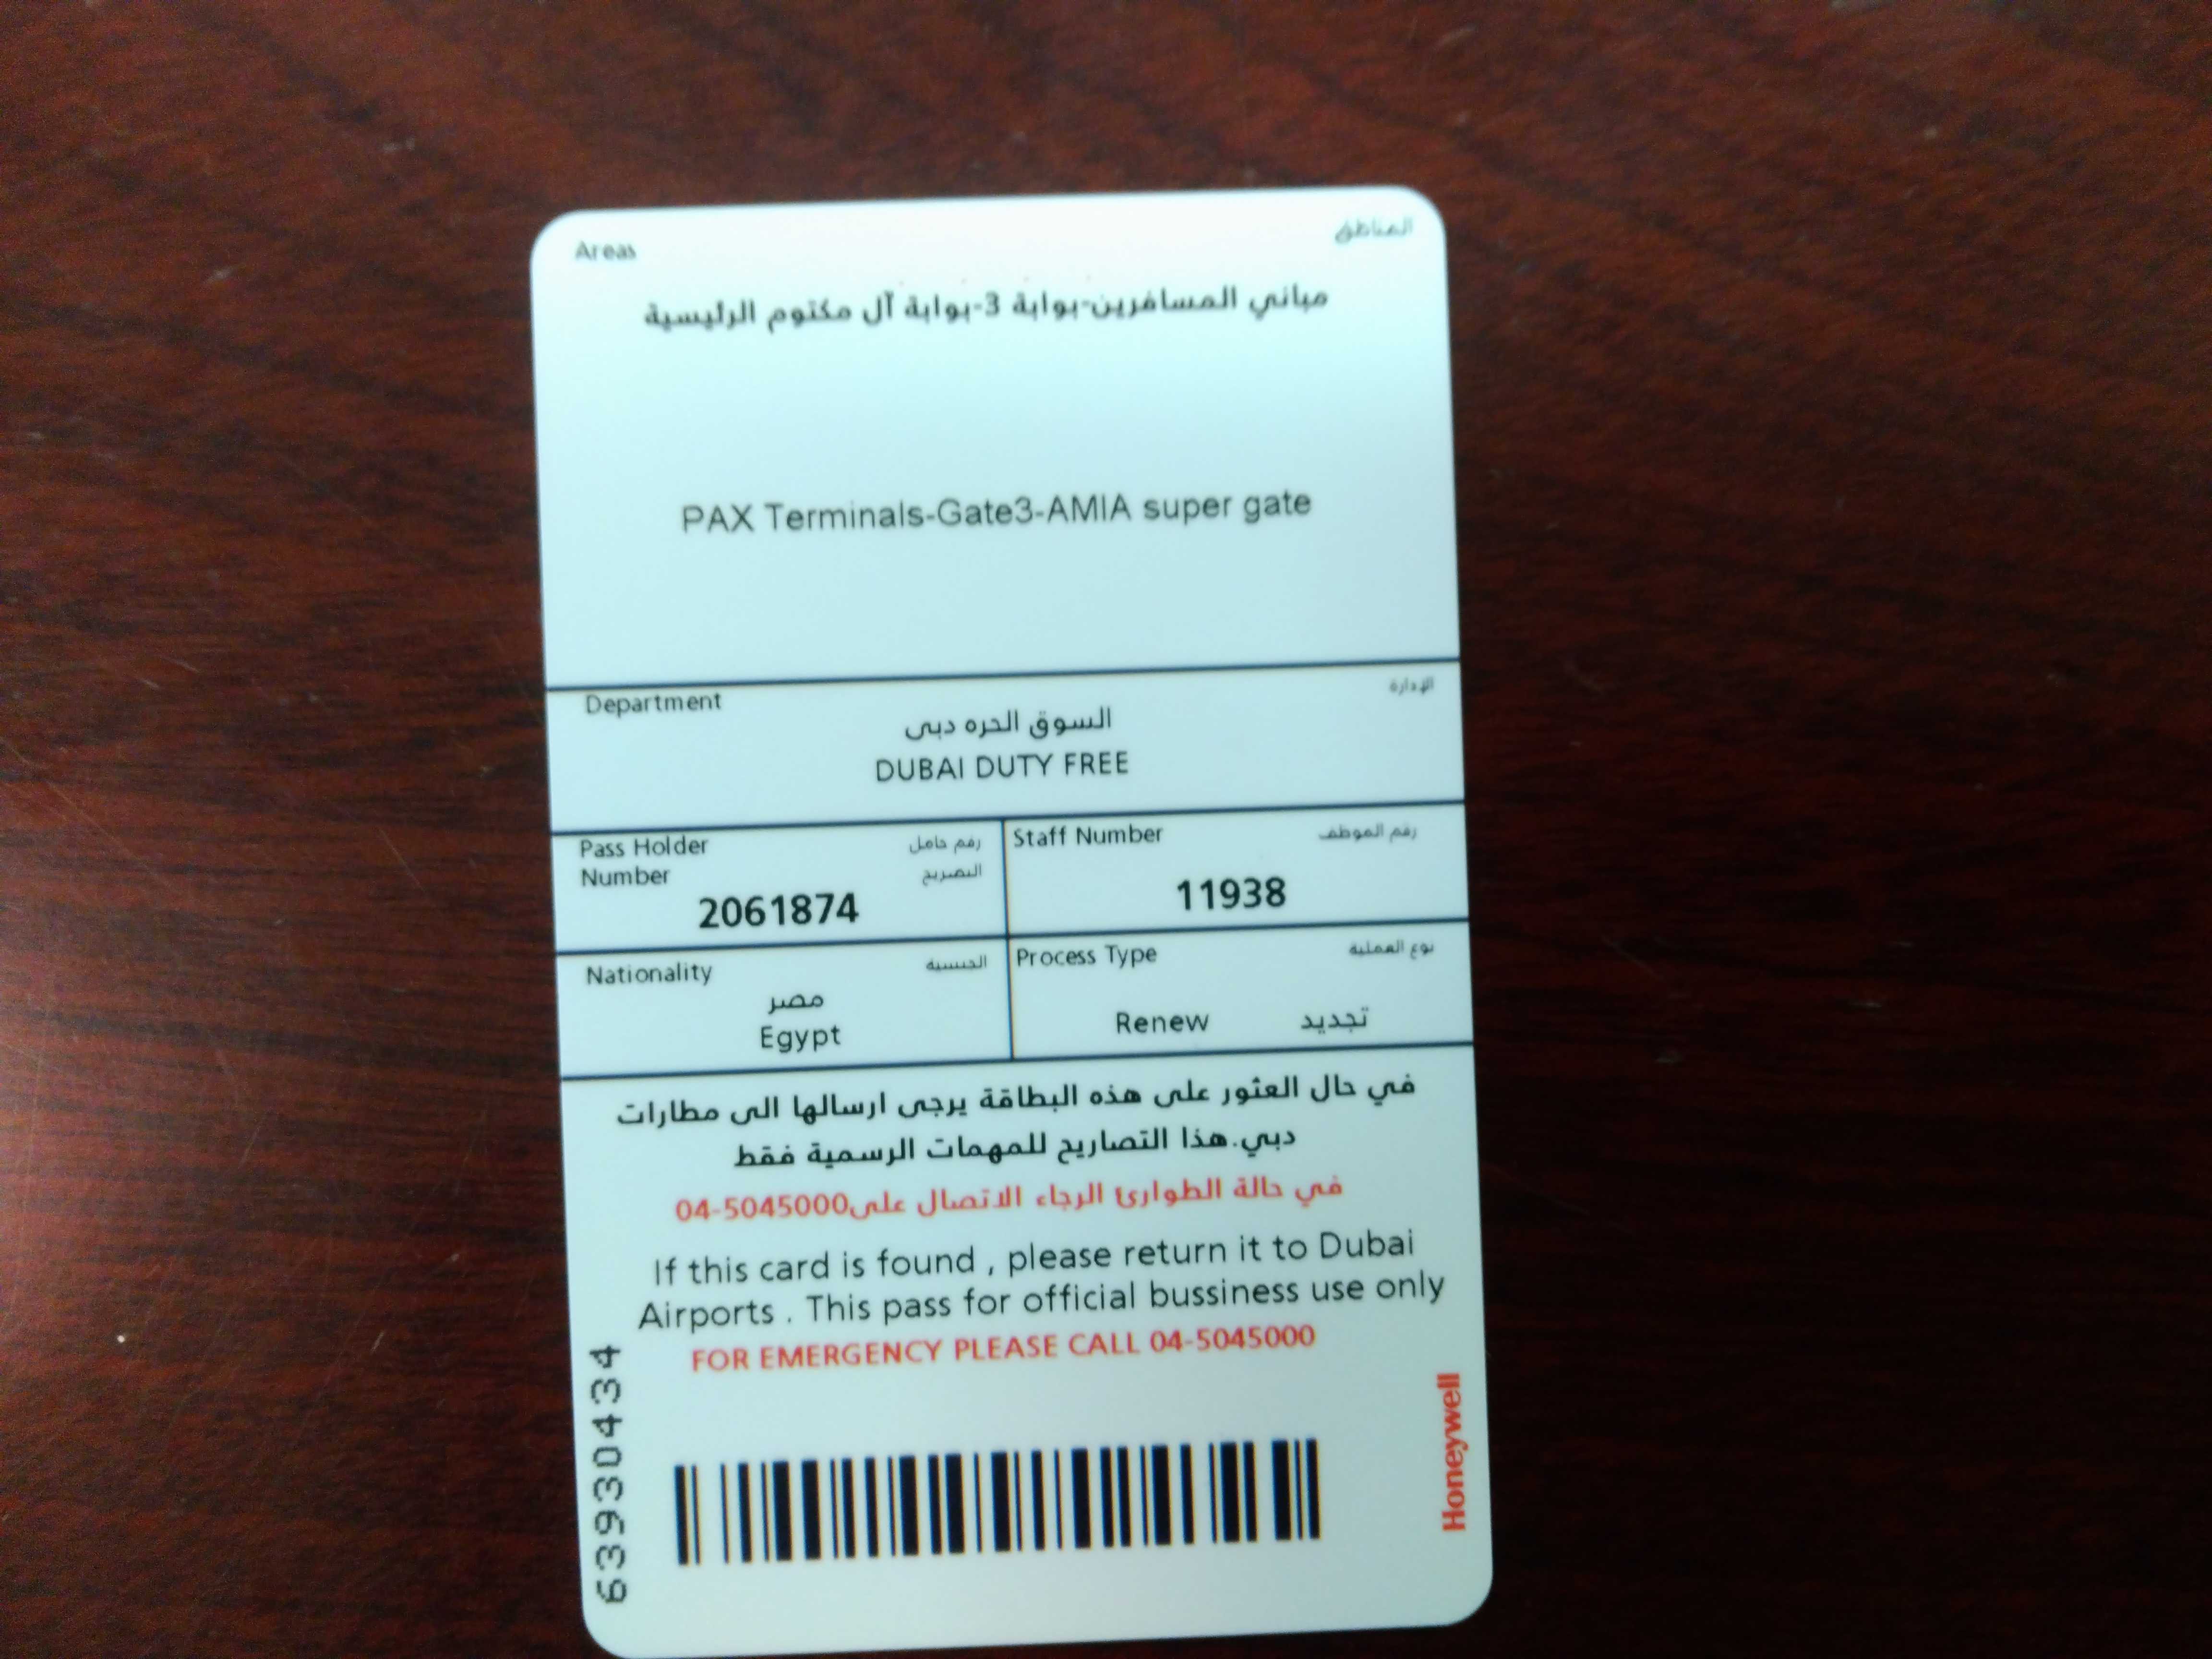 Areas
المناطق
مباني المسافرين-بوابة 3-بوابة آل مكتوم الرئيسية
PAX Terminals-Gate3-AMIA super gate
Department
الإدارة
السوق الحره دبى
DUBAI DUTY FREE
Pass Holder
Number
رقم حامل
التصريح
2061874
Staff Number
رقم الموظف
11938
Nationality
الجنسية
مصر
Egypt
Process Type
نوع العملية
Renew تجديد
في حال العثور على هذه البطاقة يرجى ارسالها الى مطارات
دبي.هذا التصاريح للمهمات الرسمية فقط
في حالة الطوارئ الرجاء الاتصال على04-5045000
If this card is found , please return it to Dubai
Airports . This pass for official bussiness use only
FOR EMERGENCY PLEASE CALL 04-5045000
63930434
Honeywell